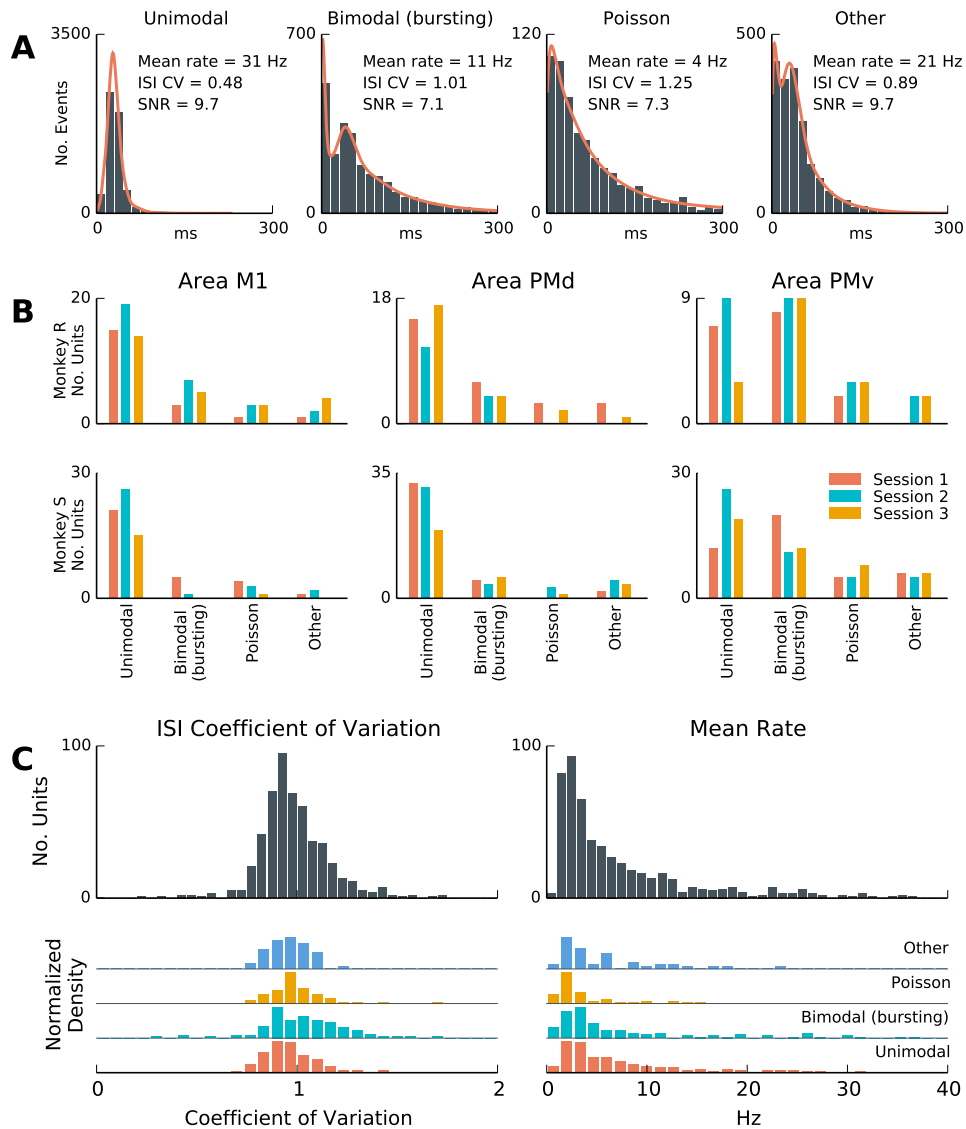 A
Unimodal
Bimodal (bursting)
Poisson
Other
3500
700
120
500
Mean rate = 31 Hz
ISI CV = 0.48
SNR = 9.7
Mean rate = 11 Hz
ISI CV = 1.01
SNR = 7.1
Mean rate = 4 Hz
ISI CV = 1.25
SNR = 7.3
Mean rate = 21 Hz
ISI CV = 0.89
SNR = 9.7
No. Events
0
0
0
0
0
ms
300
0
ms
300
0
ms
300
0
ms
300
B
Area M1
Area PMd
Area PMv
Monkey R
No. Units
20
0
18
0
9
0
Monkey S
No. Units
30
0
35
0
30
0
Session 1
Session 2
Session 3
Unimodal
Bimodal
(bursting)
Poisson
Other
Unimodal
Bimodal
(bursting)
Poisson
Other
Unimodal
Bimodal
(bursting)
Poisson
Other
C
ISI Coefficient of Variation
Mean Rate
No. Units
100
0
100
0
Normalized
Density
Other
Poisson
Bimodal (bursting)
Unimodal
0
1
2
Coefficient of Variation
0
10
20
30
40
Hz